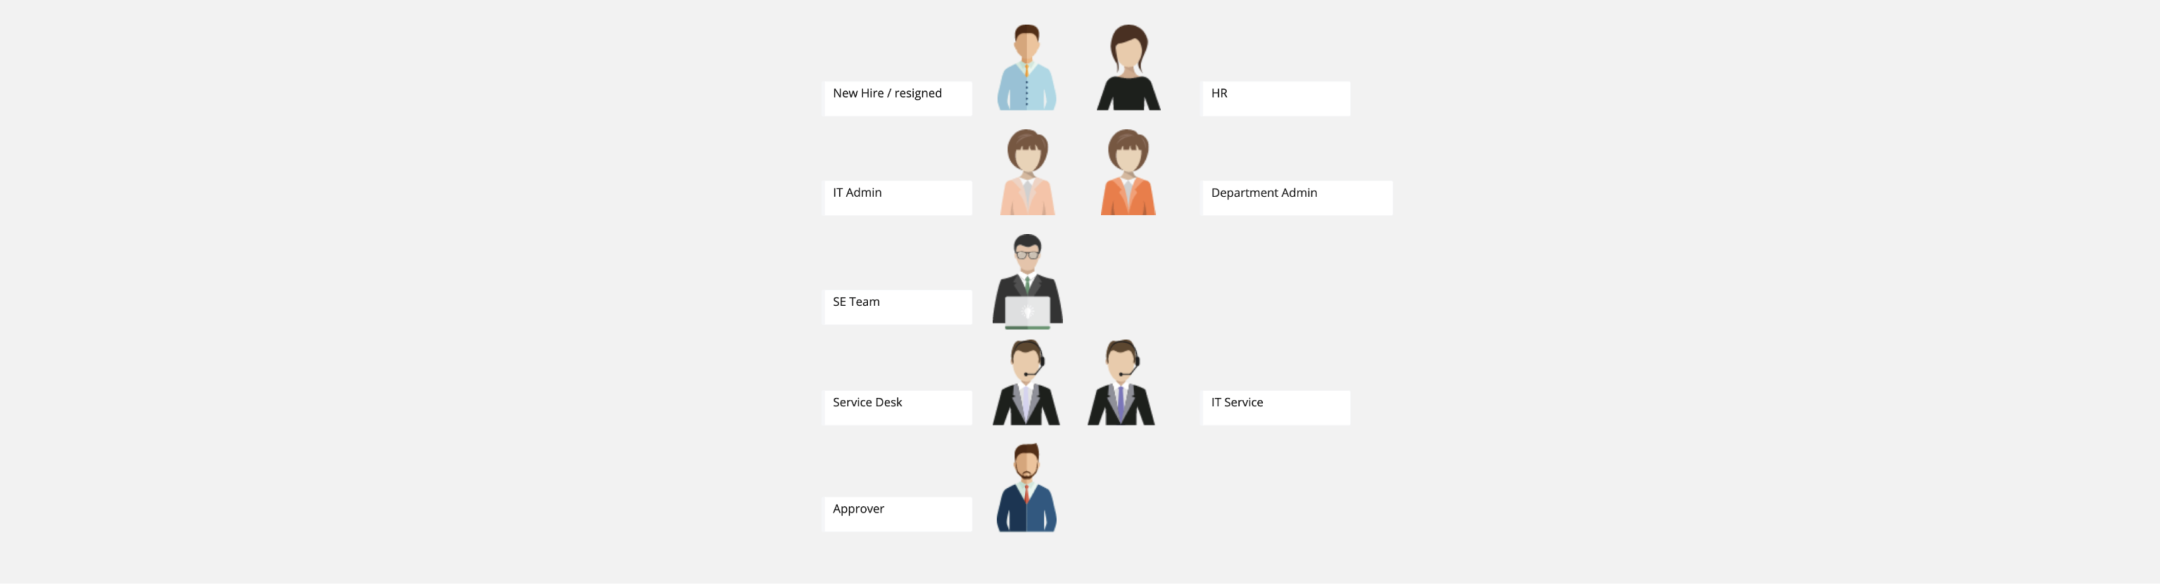 New Hire / resigned
HR
IT Admin
Department Admin
SE Team
Service Desk
IT Service
Approver